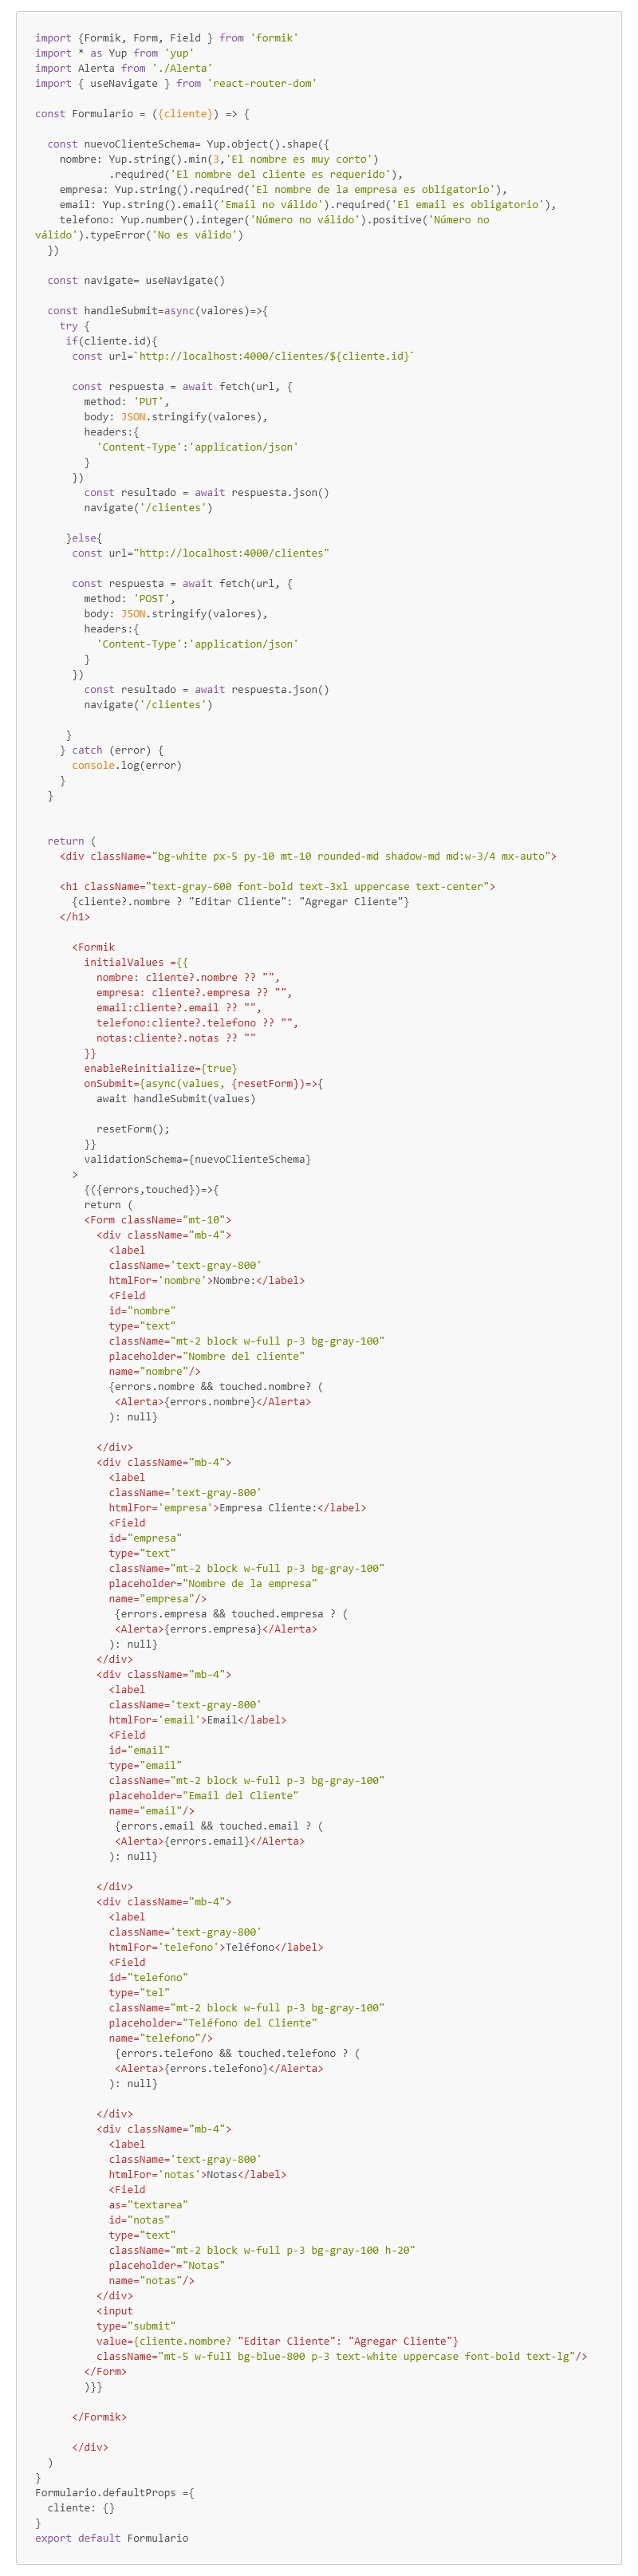 import {Formik, Form, Field } from 'formik'
import * as Yup from 'yup'
import Alerta from './Alerta'
import { useNavigate } from 'react-router-dom'

const Formulario = ({cliente}) => {

  const nuevoClienteSchema= Yup.object().shape({
    nombre: Yup.string().min(3,'El nombre es muy corto')
            .required('El nombre del cliente es requerido'),
    empresa: Yup.string().required('El nombre de la empresa es obligatorio'),
    email: Yup.string().email('Email no válido').required('El email es obligatorio'),
    telefono: Yup.number().integer('Número no válido').positive('Número no
válido').typeError('No es válido')
  })

  const navigate= useNavigate()

  const handleSubmit=async(valores)=>{
    try {
     if(cliente.id){
      const url=`http://localhost:4000/clientes/${cliente.id}`

      const respuesta = await fetch(url, {
        method: 'PUT',
        body: JSON.stringify(valores),
        headers:{
          'Content-Type':'application/json'
        }
      })
        const resultado = await respuesta.json()
        navigate('/clientes')

     }else{
      const url="http://localhost:4000/clientes"

      const respuesta = await fetch(url, {
        method: 'POST',
        body: JSON.stringify(valores),
        headers:{
          'Content-Type':'application/json'
        }
      })
        const resultado = await respuesta.json()
        navigate('/clientes')

     }
    } catch (error) {
      console.log(error)
    }
  }


  return (
    <div className="bg-white px-5 py-10 mt-10 rounded-md shadow-md md:w-3/4 mx-auto">

    <h1 className="text-gray-600 font-bold text-3xl uppercase text-center">
      {cliente?.nombre ? "Editar Cliente": "Agregar Cliente"}
    </h1>

      <Formik
        initialValues ={{
          nombre: cliente?.nombre ?? "",
          empresa: cliente?.empresa ?? "",
          email:cliente?.email ?? "",
          telefono:cliente?.telefono ?? "",
          notas:cliente?.notas ?? ""
        }}
        enableReinitialize={true}
        onSubmit={async(values, {resetForm})=>{
          await handleSubmit(values)

          resetForm();
        }}
        validationSchema={nuevoClienteSchema}
      >
        {({errors,touched})=>{
        return (
        <Form className="mt-10">
          <div className="mb-4">
            <label
            className='text-gray-800'
            htmlFor='nombre'>Nombre:</label>
            <Field
            id="nombre"
            type="text"
            className="mt-2 block w-full p-3 bg-gray-100"
            placeholder="Nombre del cliente"
            name="nombre"/>
            {errors.nombre && touched.nombre? (
             <Alerta>{errors.nombre}</Alerta>
            ): null}

          </div>
          <div className="mb-4">
            <label
            className='text-gray-800'
            htmlFor='empresa'>Empresa Cliente:</label>
            <Field
            id="empresa"
            type="text"
            className="mt-2 block w-full p-3 bg-gray-100"
            placeholder="Nombre de la empresa"
            name="empresa"/>
             {errors.empresa && touched.empresa ? (
             <Alerta>{errors.empresa}</Alerta>
            ): null}
          </div>
          <div className="mb-4">
            <label
            className='text-gray-800'
            htmlFor='email'>Email</label>
            <Field
            id="email"
            type="email"
            className="mt-2 block w-full p-3 bg-gray-100"
            placeholder="Email del Cliente"
            name="email"/>
             {errors.email && touched.email ? (
             <Alerta>{errors.email}</Alerta>
            ): null}

          </div>
          <div className="mb-4">
            <label
            className='text-gray-800'
            htmlFor='telefono'>Teléfono</label>
            <Field
            id="telefono"
            type="tel"
            className="mt-2 block w-full p-3 bg-gray-100"
            placeholder="Teléfono del Cliente"
            name="telefono"/>
             {errors.telefono && touched.telefono ? (
             <Alerta>{errors.telefono}</Alerta>
            ): null}

          </div>
          <div className="mb-4">
            <label
            className='text-gray-800'
            htmlFor='notas'>Notas</label>
            <Field
            as="textarea"
            id="notas"
            type="text"
            className="mt-2 block w-full p-3 bg-gray-100 h-20"
            placeholder="Notas"
            name="notas"/>
          </div>
          <input
          type="submit"
          value={cliente.nombre? "Editar Cliente": "Agregar Cliente"}
          className="mt-5 w-full bg-blue-800 p-3 text-white uppercase font-bold text-lg"/>
        </Form>
        )}}

      </Formik>

      </div>
  )
}
Formulario.defaultProps ={
  cliente: {}
}
export default Formulario